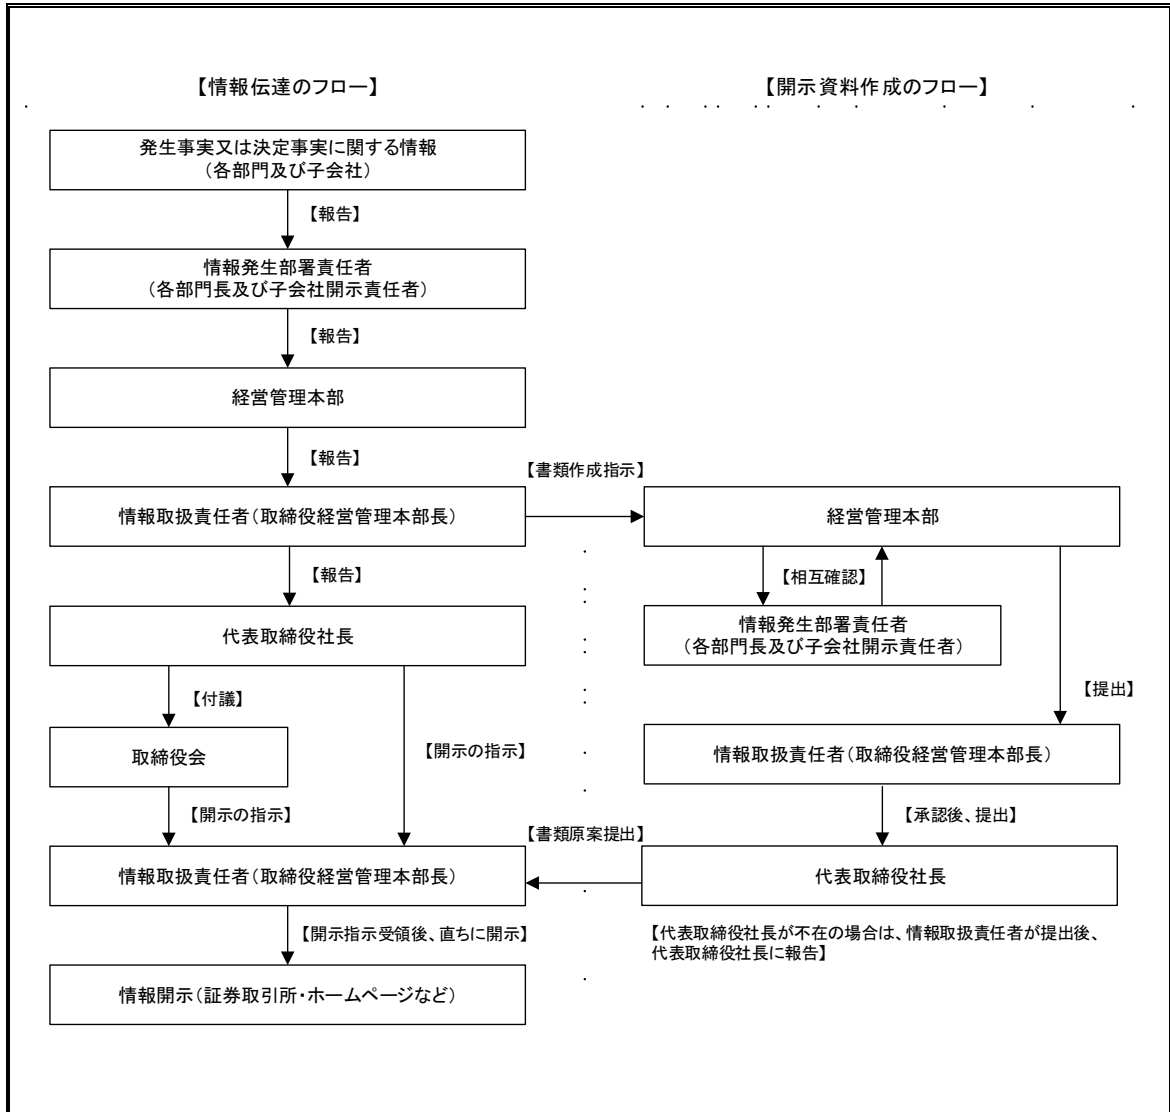 【情報伝達のフロー】
発生事実又は決定事実に関する情報
（各部門及び子会社）
【報告】
情報発生部署責任者
（各部門長及び子会社開示責任者）
【報告】
経営管理本部
【報告】
情報取扱責任者（取締役経営管理本部長）
【報告】
代表取締役社長
【付議】
取締役会
【開示の指示】
【開示の指示】
情報取扱責任者（取締役経営管理本部長）
【開示指示受領後、直ちに開示】
情報開示（証券取引所・ホームページなど）
【開示資料作成のフロー】
【書類作成指示】
経営管理本部
【相互確認】
情報発生部署責任者
（各部門長及び子会社開示責任者）
【提出】
情報取扱責任者（取締役経営管理本部長）
【承認後、提出】
代表取締役社長
【書類原案提出】
【代表取締役社長が不在の場合は、情報取扱責任者が提出後、
代表取締役社長に報告】